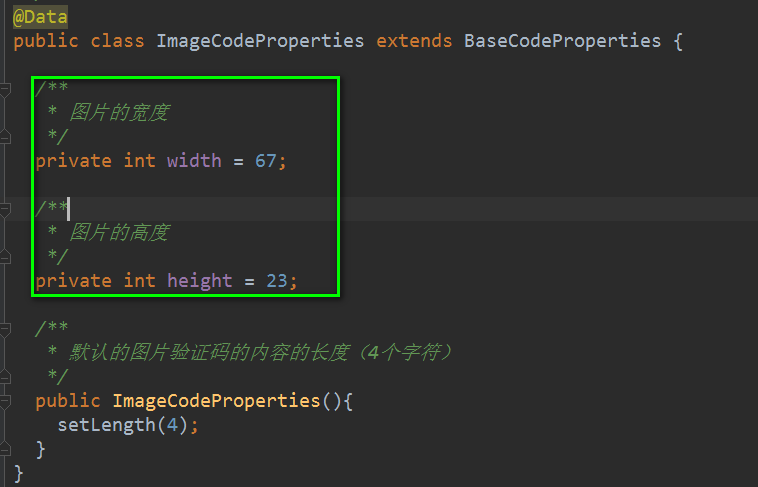 @Data
public class ImageCodeProperties extends BaseCodeProperties {
/**
* 图片的宽度
*/
private int width = 67;
/**
* 图片的高度
*/
private int height = 23;
/**
* 默认的图片验证码的内容的长度（4个字符）
*/
public ImageCodeProperties(){
setLength(4);
}
}